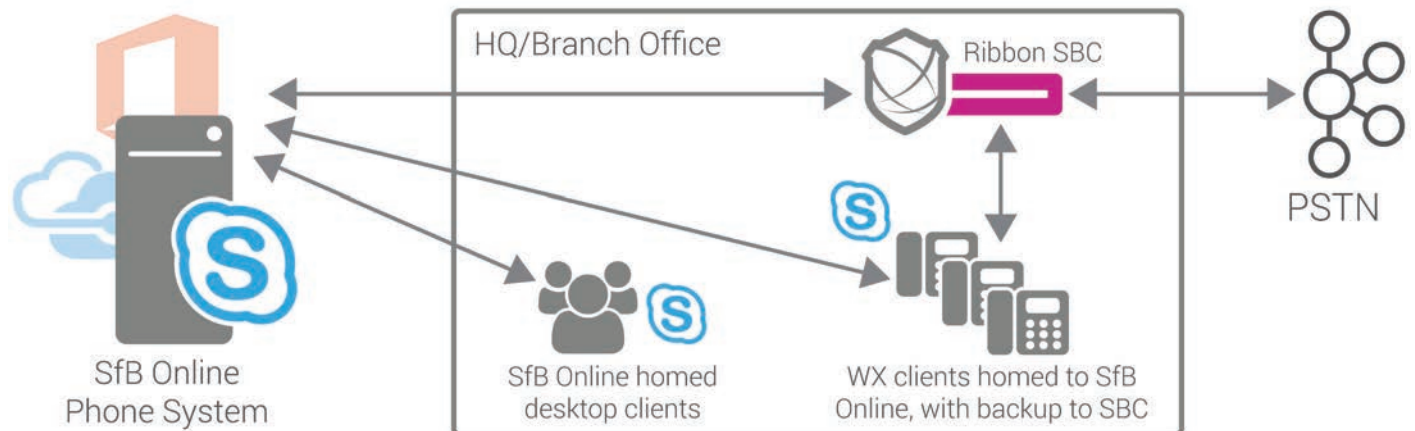 HQ/Branch Office
Ribbon SBC
PSTN
S
S
S
SfB Online
Phone System
SfB Online homed
desktop clients
WX clients homed to SfB
Online, with backup to SBC